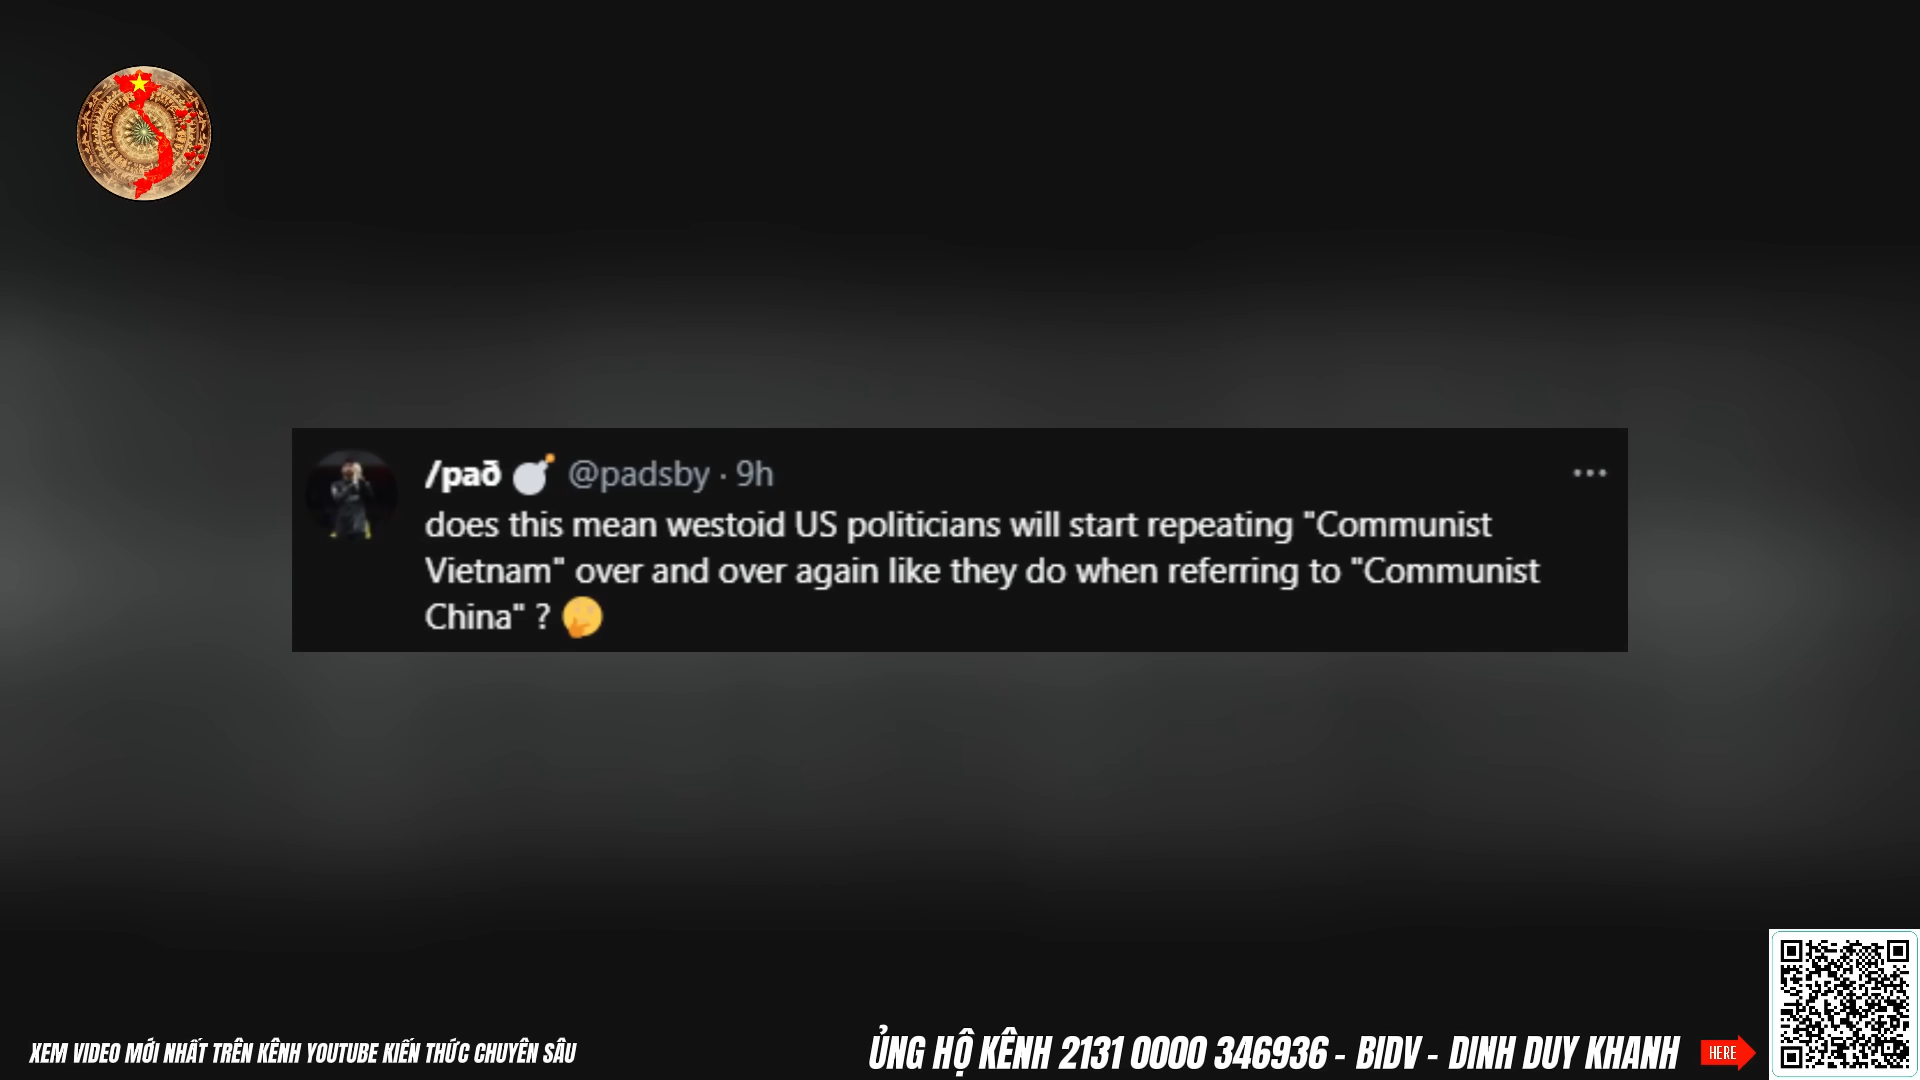 /pað @padsby · 9h
does this mean westoid US politicians will start repeating "Communist
Vietnam" over and over again like they do when referring to "Communist
China" ?
XEM VIDEO MỚI NHẤT TRÊN KÊNH YOUTUBE KIẾN THỨC CHUYÊN SÂU
ỦNG HỘ KÊNH 2131 0000 346936 - BIDV - DINH DUY KHANH
HERE